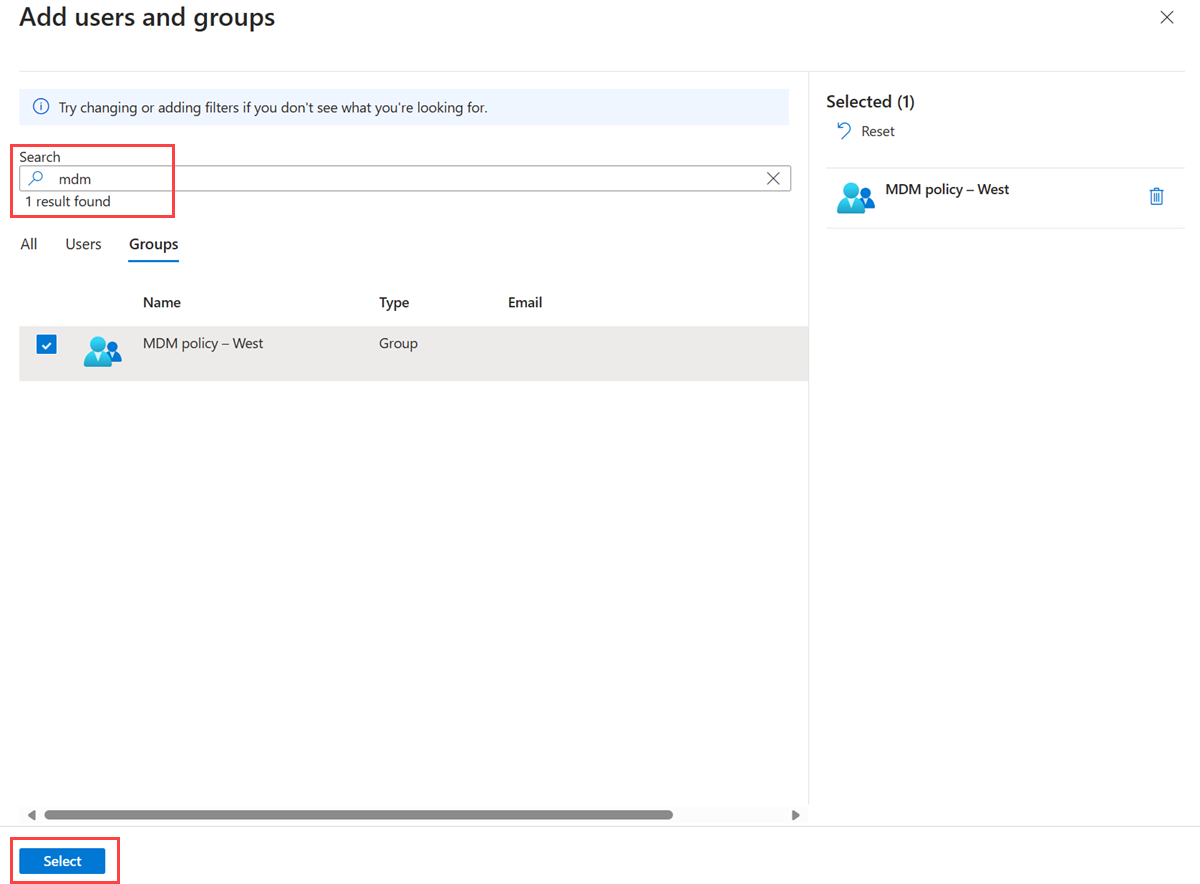 Add users and groups
Try changing or adding filters if you don't see what you're looking for.
Search
mdm
1 result found
All Users Groups
Name Type Email
MDM policy – West Group
Selected (1)
Reset
MDM policy – West
Select